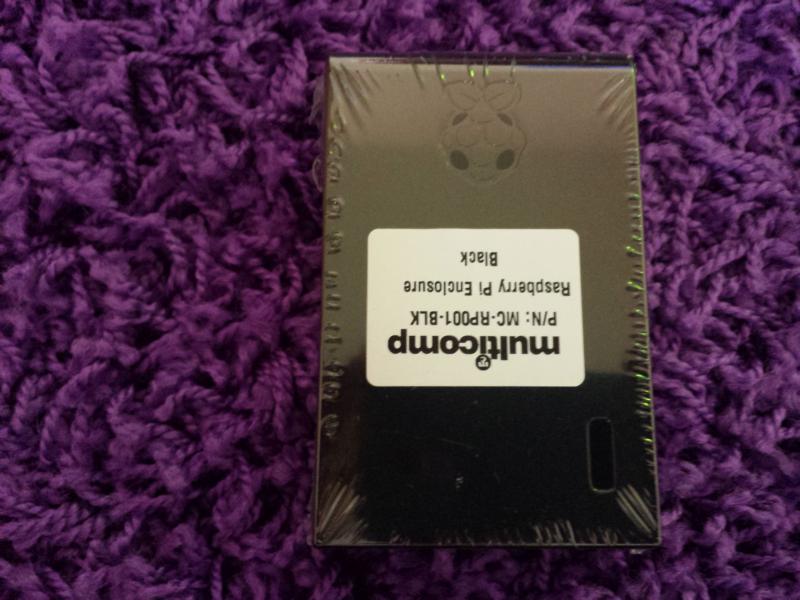 multicomp
P/N: MC-RP001-BLK
Raspberry Pi Enclosure
Black